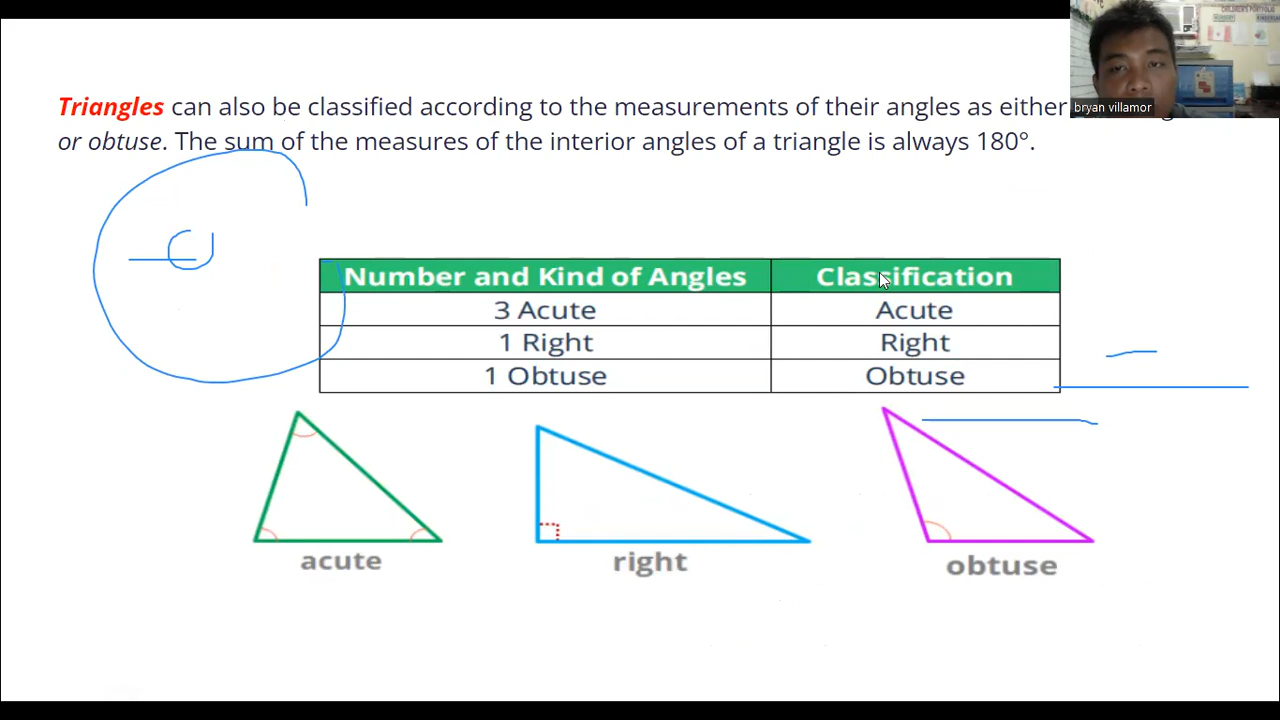 CHILDREN'S PORTFOLIO
bryan villamor
Triangles can also be classified according to the measurements of their angles as either
or obtuse. The sum of the measures of the interior angles of a triangle is always 180°.
Number and Kind of Angles Classification
3 Acute Acute
1 Right Right
1 Obtuse Obtuse
acute right obtuse